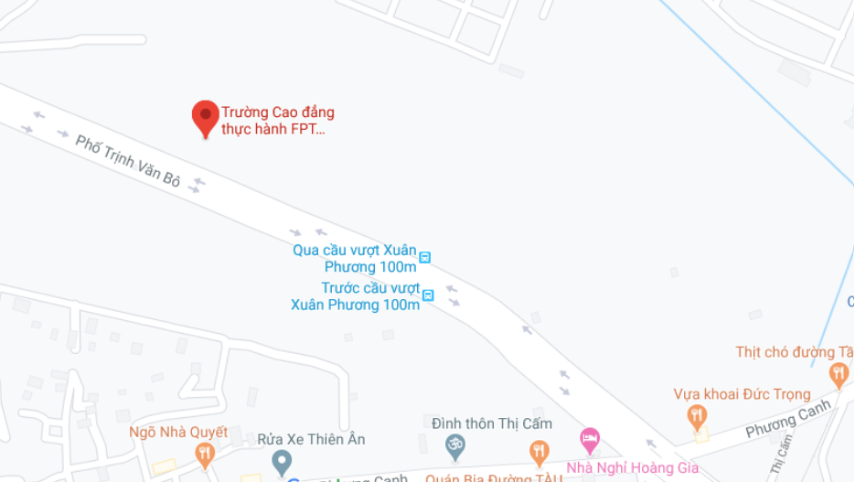 Trường Cao đẳng
thực hành FPT...
Phố Trịnh Văn Bô
Qua cầu vượt Xuân
Phương 100m
Trước cầu vượt
Xuân Phương 100m
Thịt chó đường Tà
Vựa khoai Đức Trọng
Phương Canh
Đình thôn Thị Cấm
Ngõ Nhà Quyết
Rửa Xe Thiên Ân
Thị Cấm
Nhà Nghỉ Hoàng Gia
Quán Bia Đường TÀU
Canh